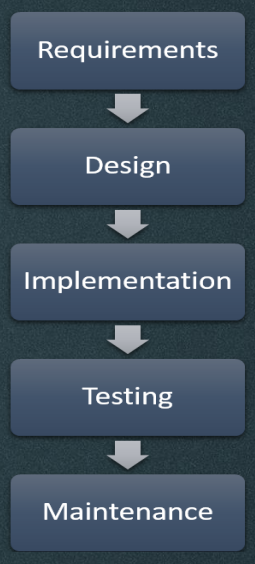 Requirements
Design
Implementation
Testing
Maintenance